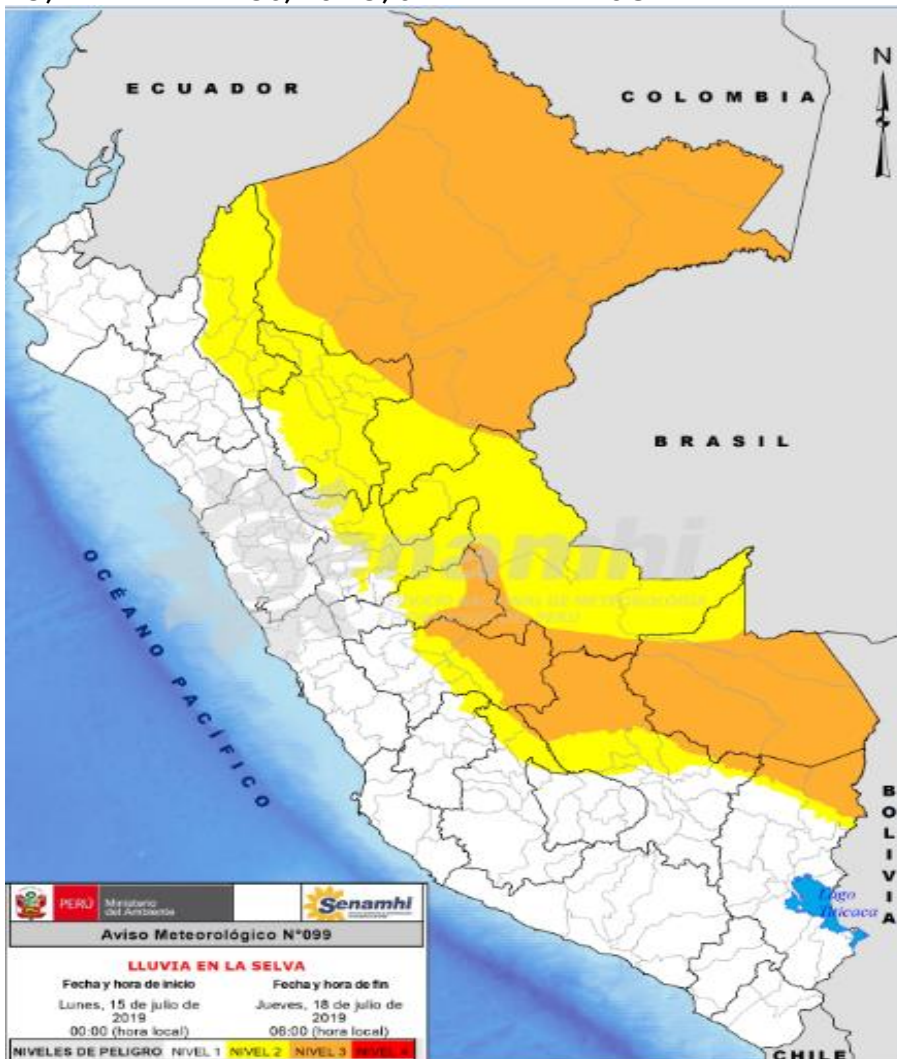 N
ECUADOR
COLOMBIA
BRASIL
Senamhi
OCÉANO PACÍFICO
BOLIVIA
Lago
Titicaca
CHILE
PERÚ
Ministerio
del Ambiente
Senamhi
Aviso Meteorológico N°099
LLUVIA EN LA SELVA
Fecha y hora de inicio
Fecha y hora de fin
Lunes, 15 de julio de
2019
00:00 (hora local)
Jueves, 18 de julio de
2019
06:00 (hora local)
NIVELES DE PELIGRO NIVEL 1 NIVEL 2 NIVEL 3 NIVEL 4